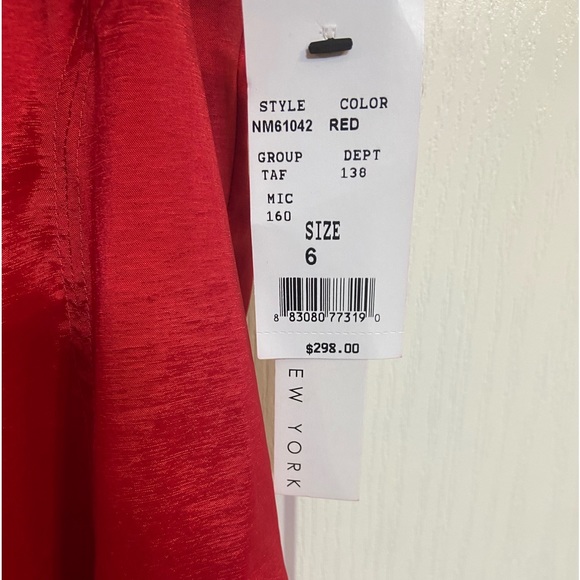 STYLE COLOR
NM61042 RED
GROUP DEPT
TAF 138
MIC
160
SIZE
6
8 83080 77319 0
$298.00
EW YORK